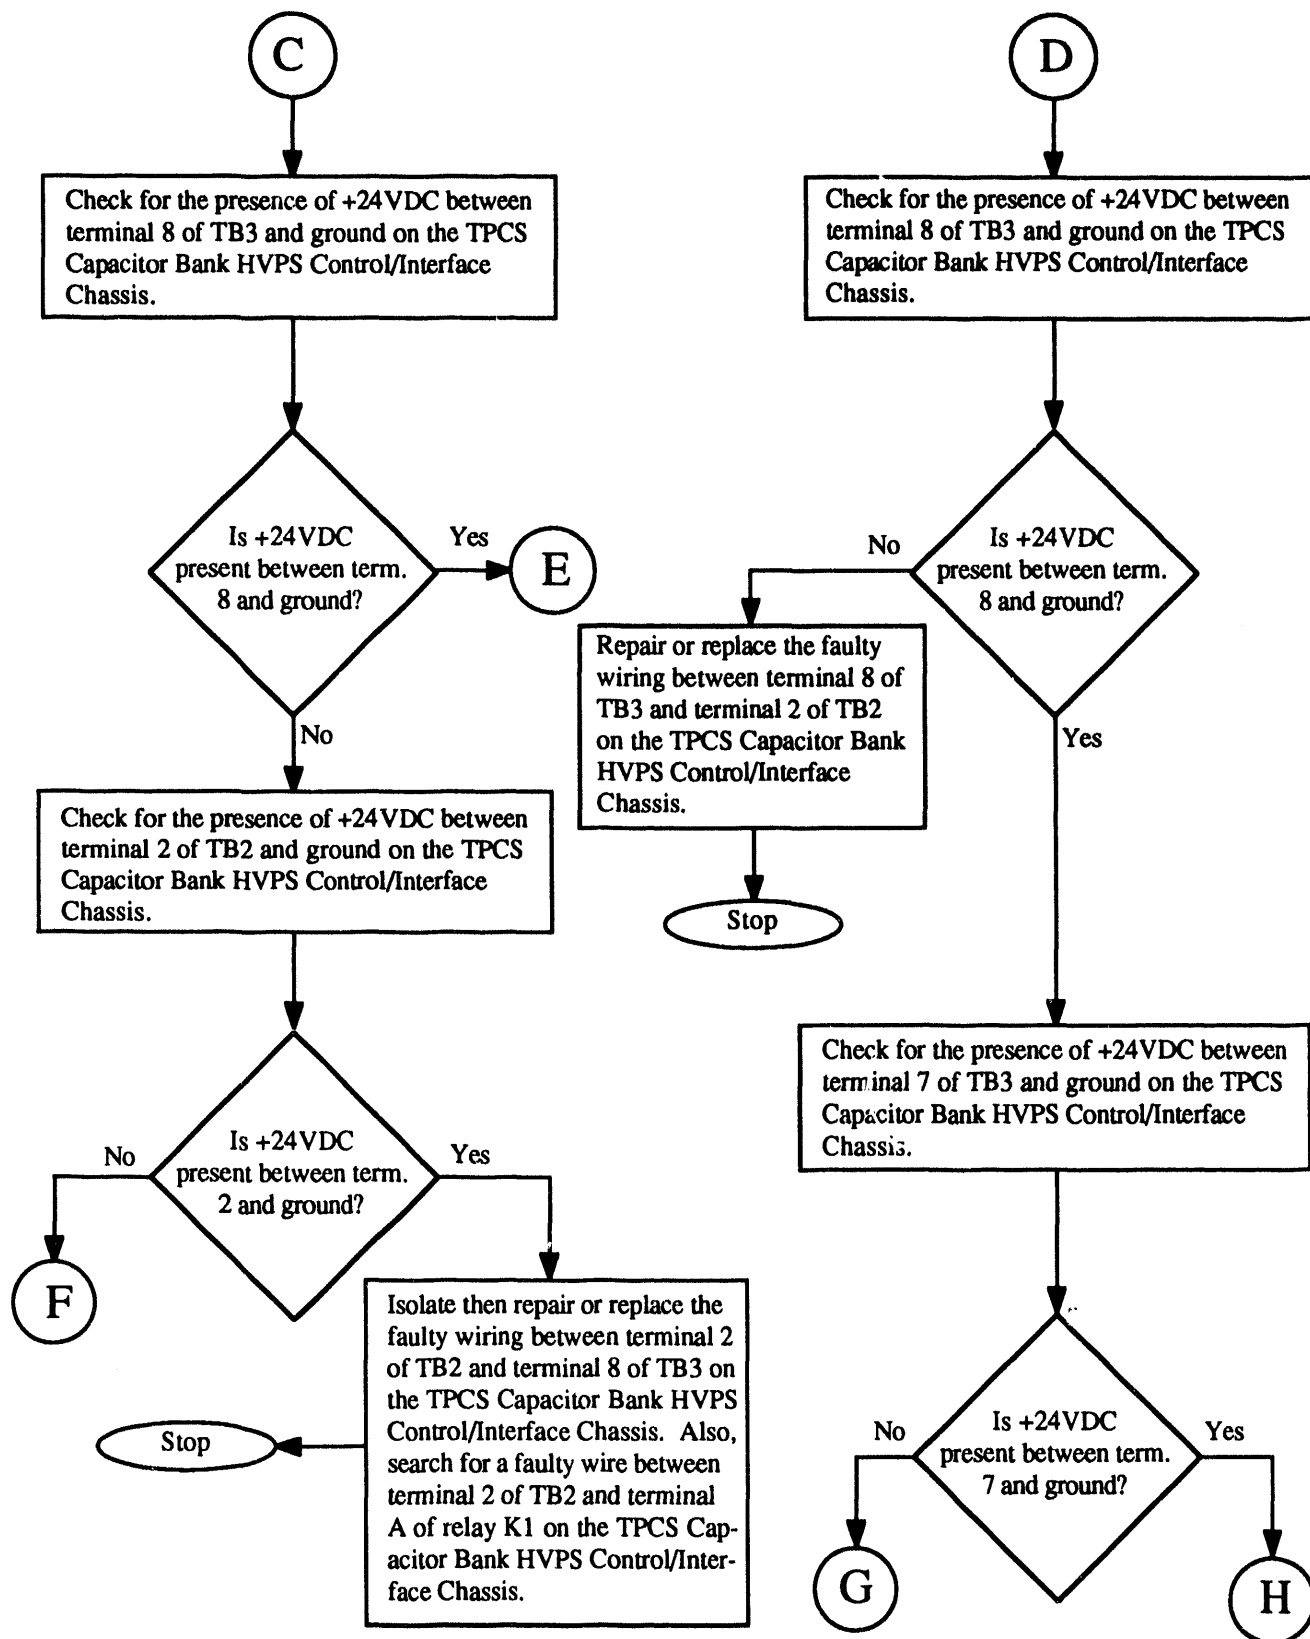 C
Check for the presence of +24VDC between
terminal 8 of TB3 and ground on the TPCS
Capacitor Bank HVPS Control/Interface
Chassis.
Is +24VDC
present between term.
8 and ground?
Yes
E
No
Check for the presence of +24VDC between
terminal 2 of TB2 and ground on the TPCS
Capacitor Bank HVPS Control/Interface
Chassis.
Is +24VDC
present between term.
2 and ground?
No
F
Yes
Isolate then repair or replace the
faulty wiring between terminal 2
of TB2 and terminal 8 of TB3 on
the TPCS Capacitor Bank HVPS
Control/Interface Chassis. Also,
search for a faulty wire between
terminal 2 of TB2 and terminal
A of relay K1 on the TPCS Cap-
acitor Bank HVPS Control/Inter-
face Chassis.
Stop
D
Check for the presence of +24VDC between
terminal 8 of TB3 and ground on the TPCS
Capacitor Bank HVPS Control/Interface
Chassis.
Is +24VDC
present between term.
8 and ground?
No
Repair or replace the faulty
wiring between terminal 8 of
TB3 and terminal 2 of TB2
on the TPCS Capacitor Bank
HVPS Control/Interface
Chassis.
Stop
Yes
Check for the presence of +24VDC between
terminal 7 of TB3 and ground on the TPCS
Capacitor Bank HVPS Control/Interface
Chassis.
Is +24VDC
present between term.
7 and ground?
No
G
Yes
H